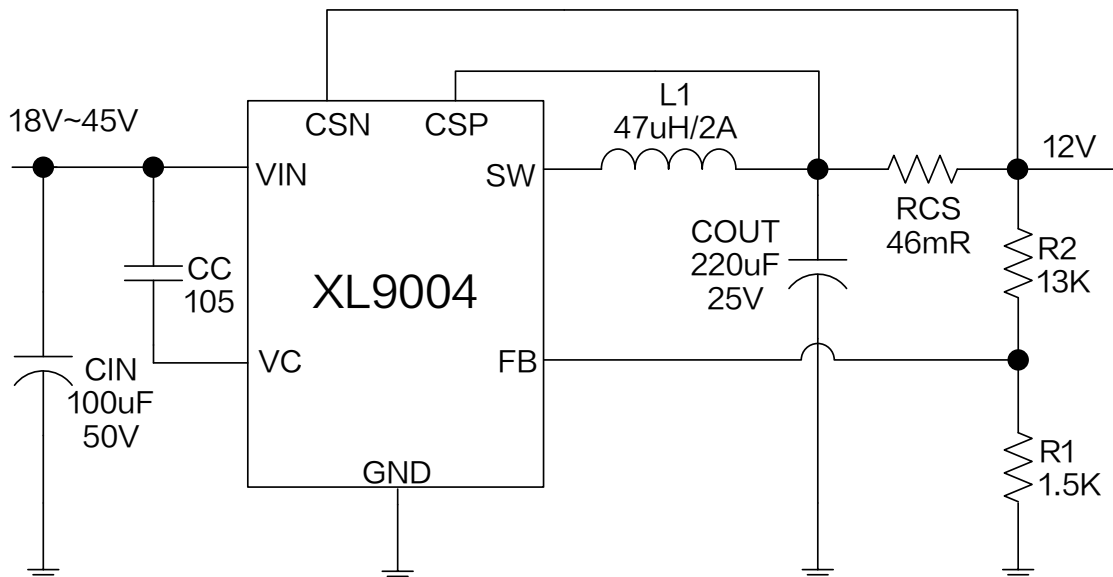 18V~45V
CSN
CSP
L1
47uH/2A
12V
VIN
SW
RCS
46mR
COUT
220uF
25V
R2
13K
CC
105
XL9004
VC
FB
CIN
100uF
50V
GND
R1
1.5K